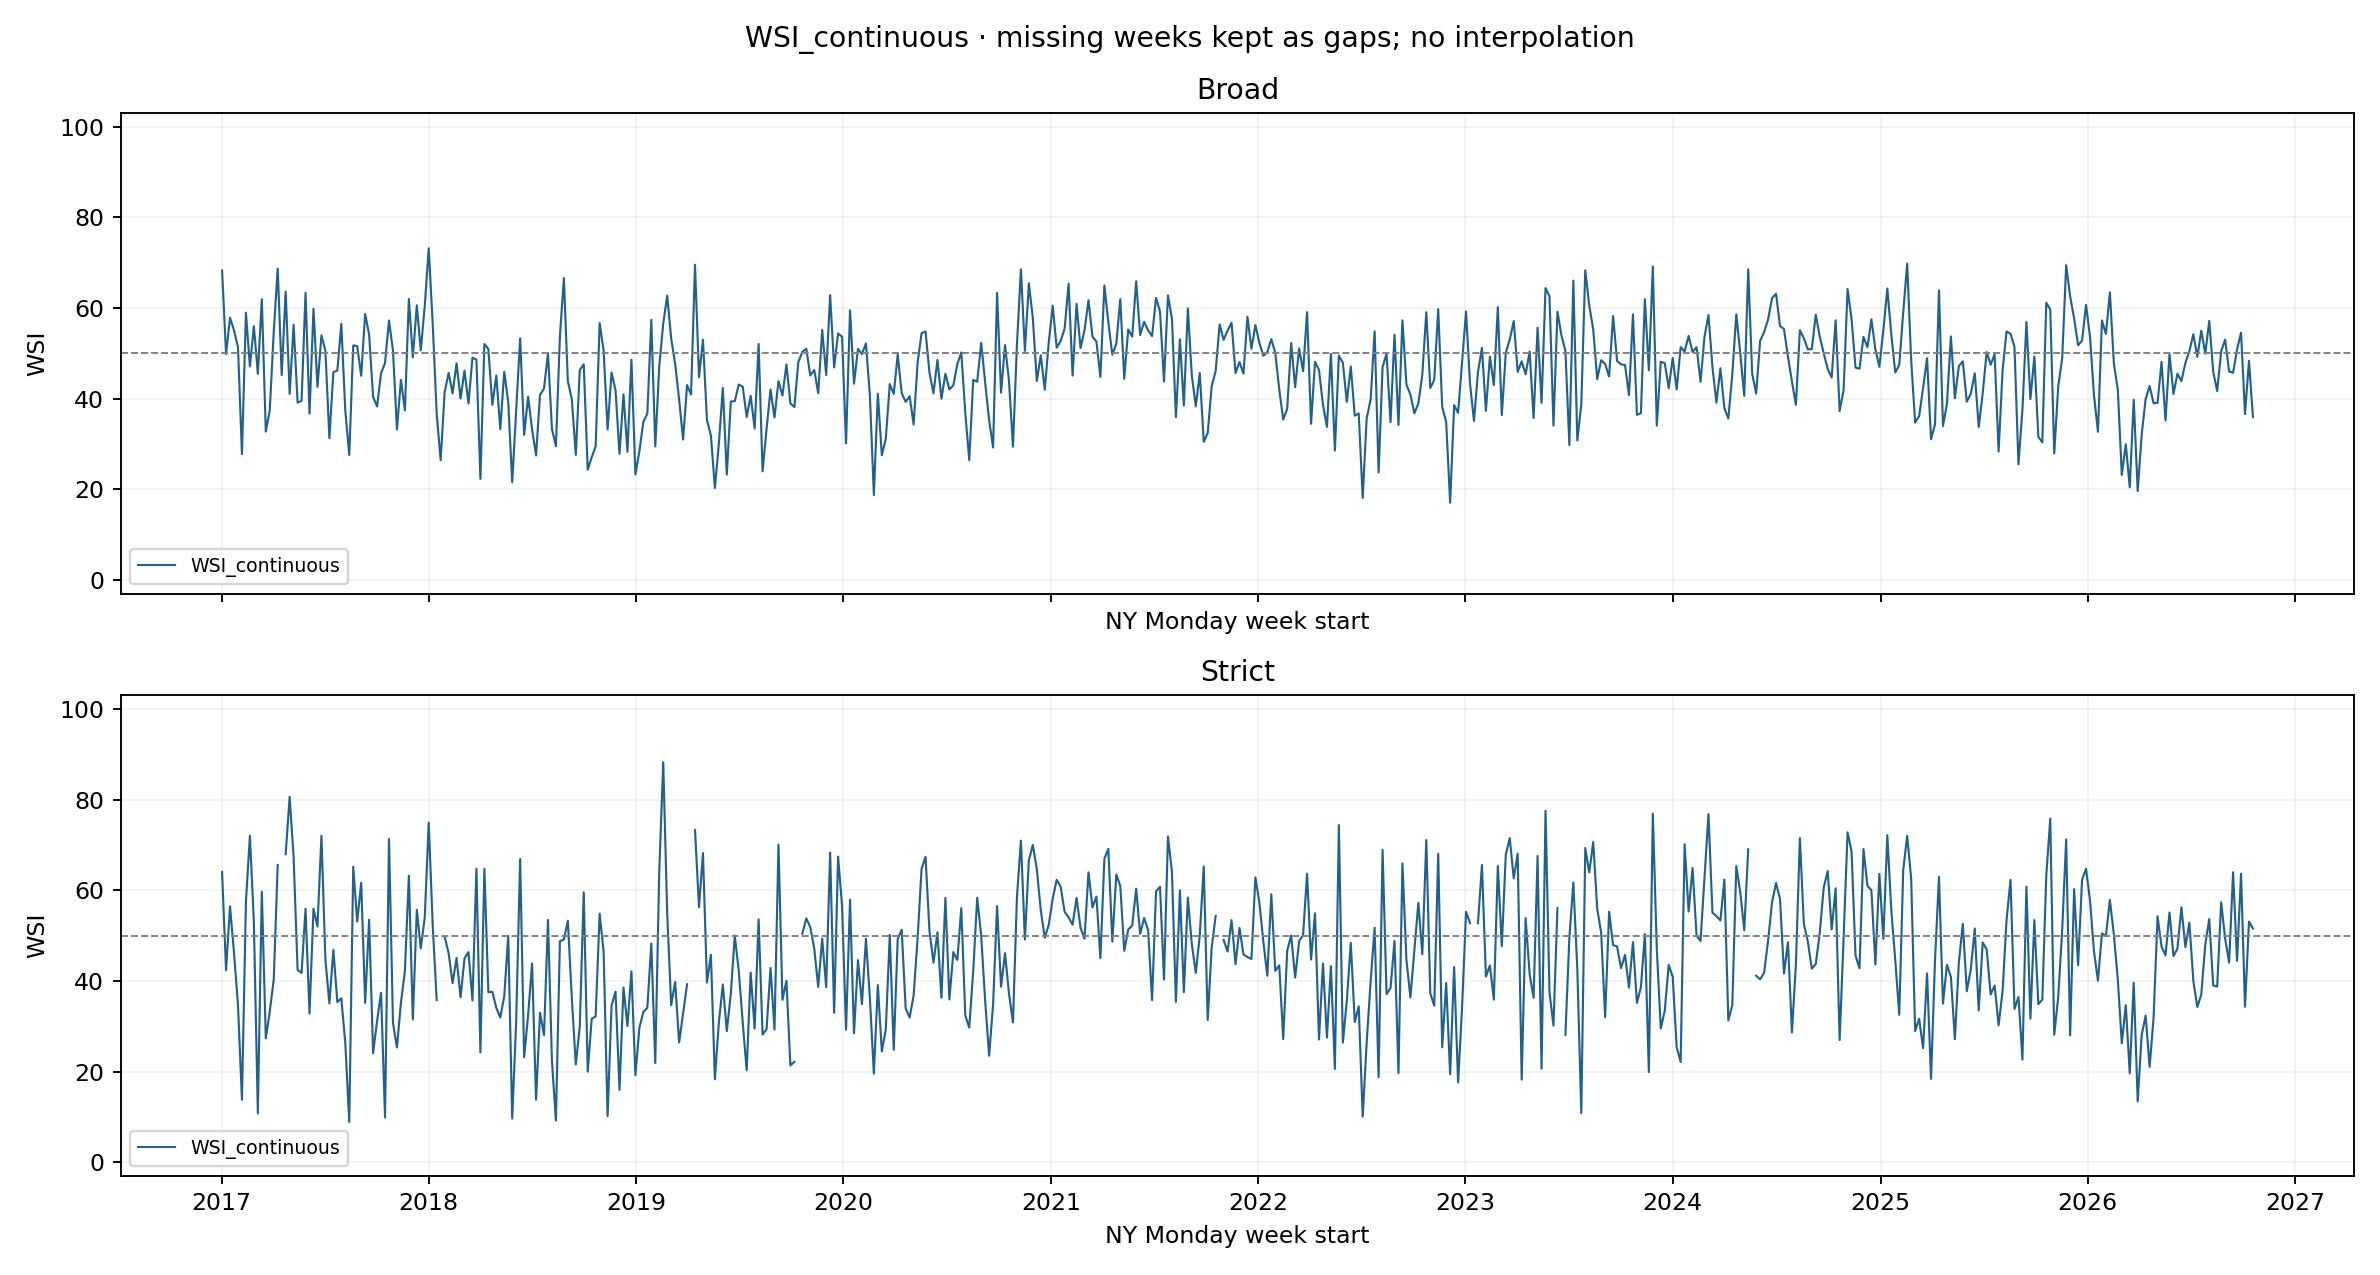 WSI_continuous · missing weeks kept as gaps; no interpolation
Broad
100
80
60
40
20
0
WSI
WSI_continuous
NY Monday week start
Strict
100
80
60
40
20
0
WSI
WSI_continuous
2017 2018 2019 2020 2021 2022 2023 2024 2025 2026 2027
NY Monday week start